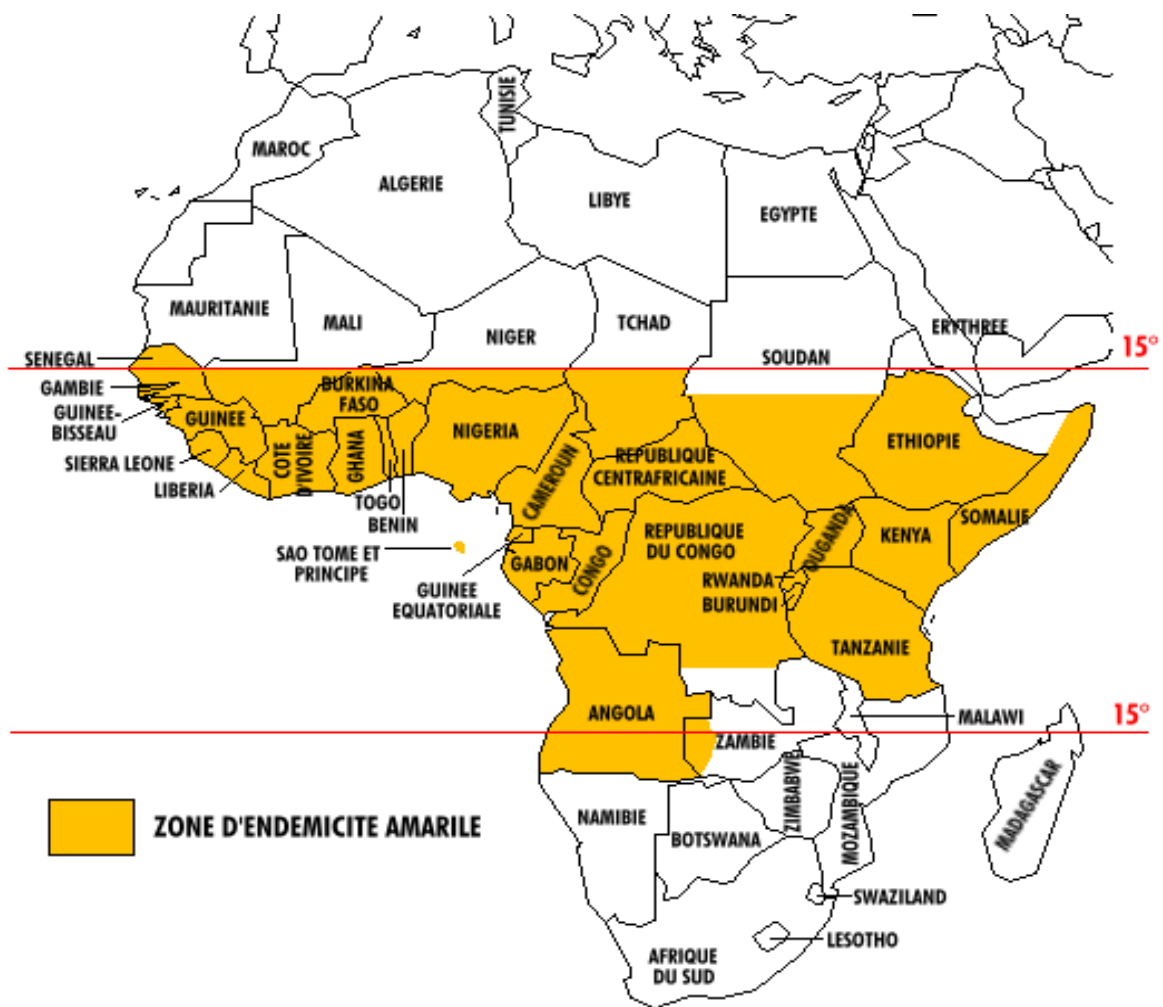 TUNISIE
MAROC
ALGERIE
LIBYE
EGYPTE
MAURITANIE
MALI
NIGER
TCHAD
ERYTHREE
SENEGAL
SOUDAN
15°
GAMBIE
BURKINA
FASO
GUINEE-
BISSEAU
GUINEE
NIGERIA
ETHIOPIE
SIERRA LEONE
COTE
D'IVOIRE
GHANA
REPUBLIQUE
CENTRAFRICAINE
CAMEROUN
LIBERIA
TOGO
BENIN
SOMALIE
REPUBLIQUE
DU CONGO
OUGANDA
KENYA
SAO TOME ET
PRINCIPE
GABON
CONGO
RWANDA
BURUNDI
GUINEE
EQUATORIALE
TANZANIE
ANGOLA
MALAWI
15°
ZAMBIE
ZIMBABWE
MOZAMBIQUE
MADAGASCAR
NAMIBIE
BOTSWANA
ZONE D'ENDEMICITE AMARILE
SWAZILAND
LESOTHO
AFRIQUE
DU SUD